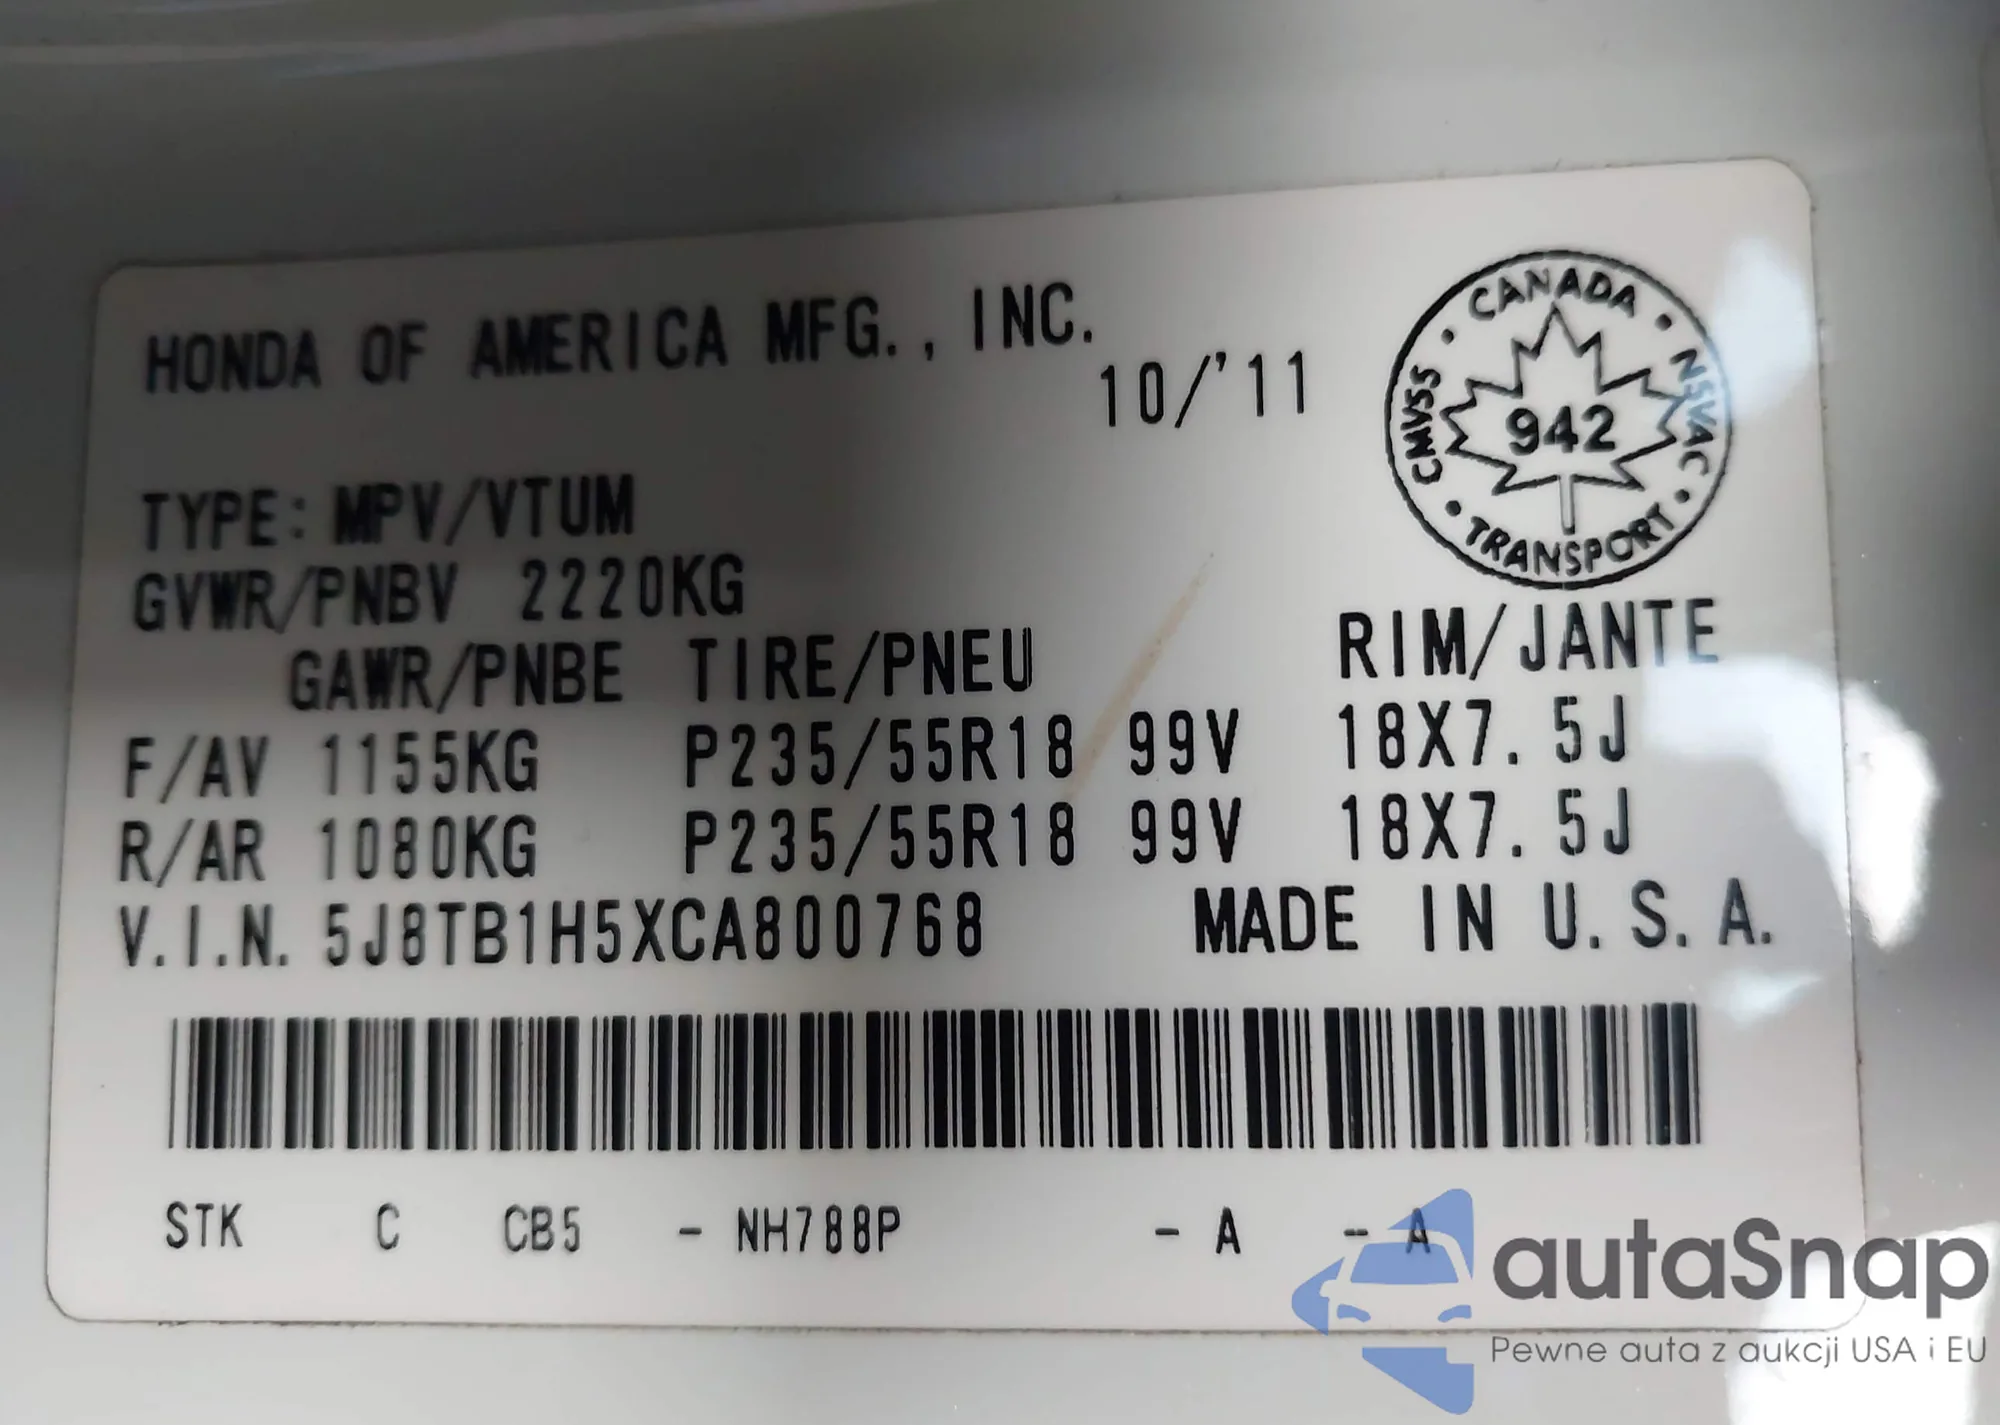 HONDA OF AMERICA MFG., INC.
10/'11
CANADA
CMVSS
NSVAC
942
TRANSPORT
TYPE: MPV/VTUM
GVWR/PNBV 2220KG
GAWR/PNBE TIRE/PNEU RIM/JANTE
F/AV 1155KG P235/55R18 99V 18X7.5J
R/AR 1080KG P235/55R18 99V 18X7.5J
V.I.N. 5J8TB1H5XCA800768 MADE IN U.S.A.
STK C CB5 - NH788P - A - A
autaSnap
Pewne auta z aukcji USA i EU